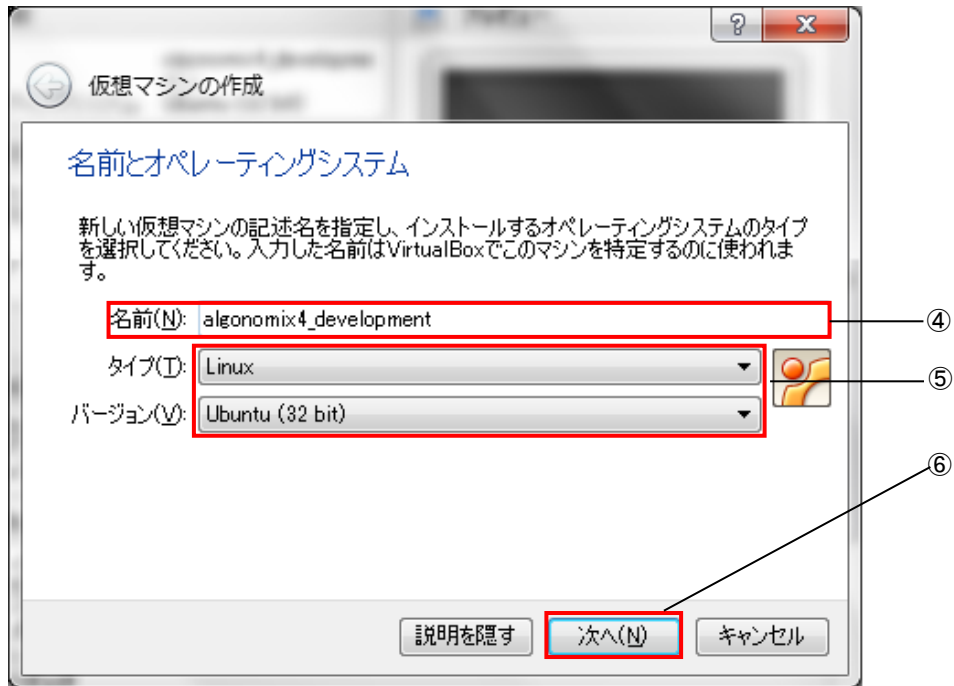 仮想マシンの作成
名前とオペレーティングシステム
新しい仮想マシンの記述名を指定し、インストールするオペレーティングシステムのタイプ
を選択してください。入力した名前はVirtualBoxでこのマシンを特定するのに使われま
す。
名前(N): algonomix4_development
④
タイプ(T): Linux
⑤
バージョン(V): Ubuntu (32 bit)
⑥
説明を隠す 次へ(N) キャンセル